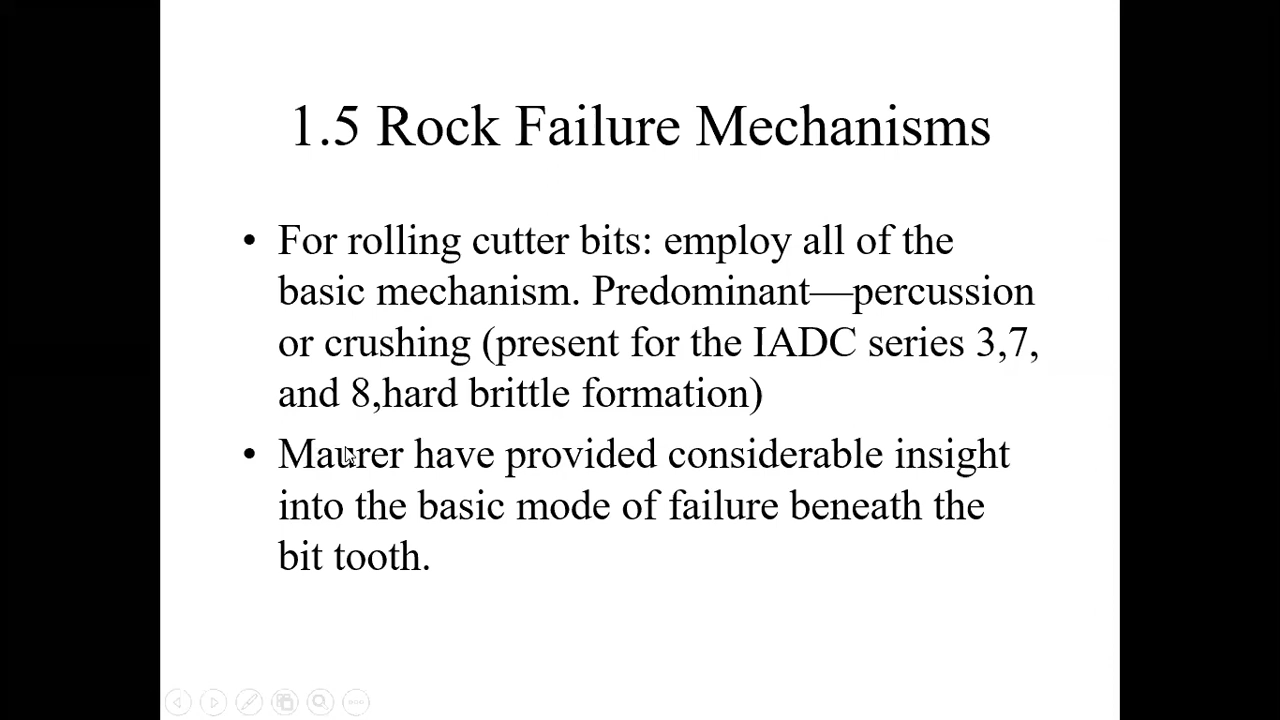 1.5 Rock Failure Mechanisms
• For rolling cutter bits: employ all of the
basic mechanism. Predominant—percussion
or crushing (present for the IADC series 3,7,
and 8,hard brittle formation)
• Maurer have provided considerable insight
into the basic mode of failure beneath the
bit tooth.